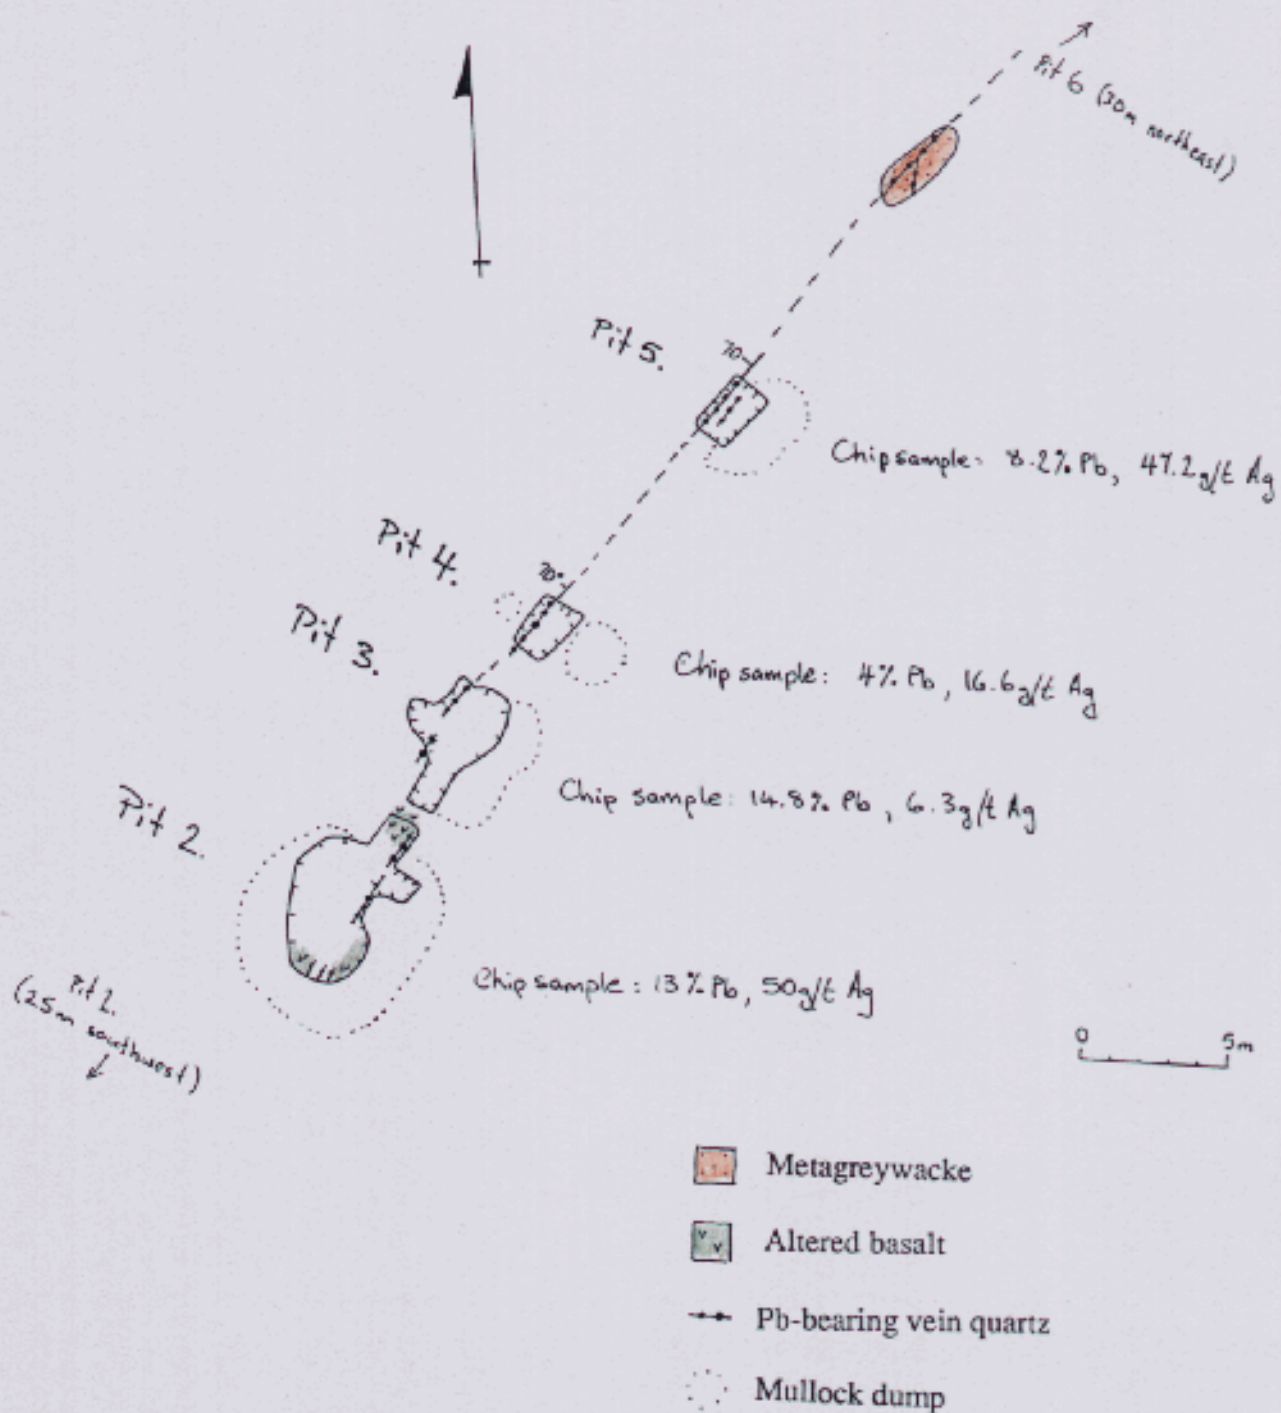 Pit 6 (30m northeast)
Pit 5.
70
Chip sample: 8.2% Pb, 47.2g/t Ag
Pit 4.
70°
Pit 3.
Chip sample: 4% Pb, 16.6g/t Ag
Chip sample: 14.8% Pb, 6.3g/t Ag
Pit 2.
Chip sample: 13% Pb, 50g/t Ag
Pit 1.
(25m southwest)
0 5m
Metagreywacke
Altered basalt
Pb-bearing vein quartz
Mullock dump